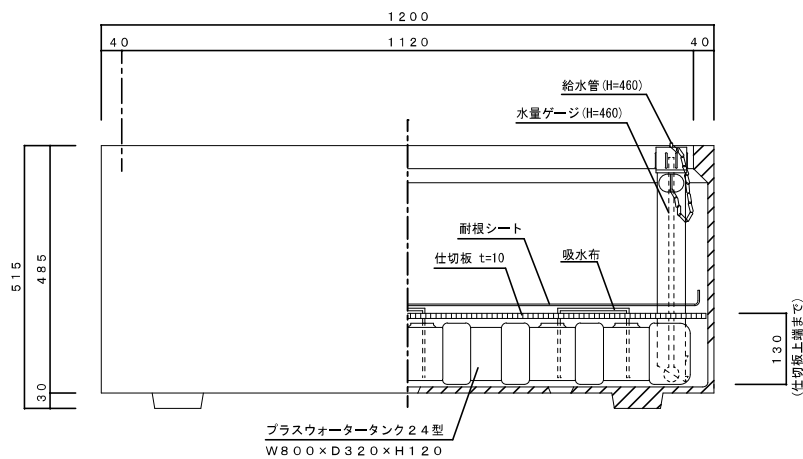 1200
40
1120
40
給水管(H=460)
水量ゲージ(H=460)
耐根シート
仕切板 t=10
吸水布
515
485
30
130
(仕切板上端まで)
プラスウォータータンク24型
W800×D320×H120